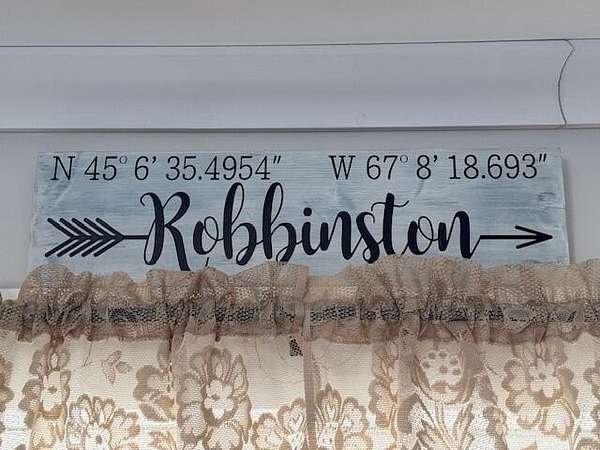 N 45° 6’ 35.4954” W 67° 8’ 18.693”
Robbinston